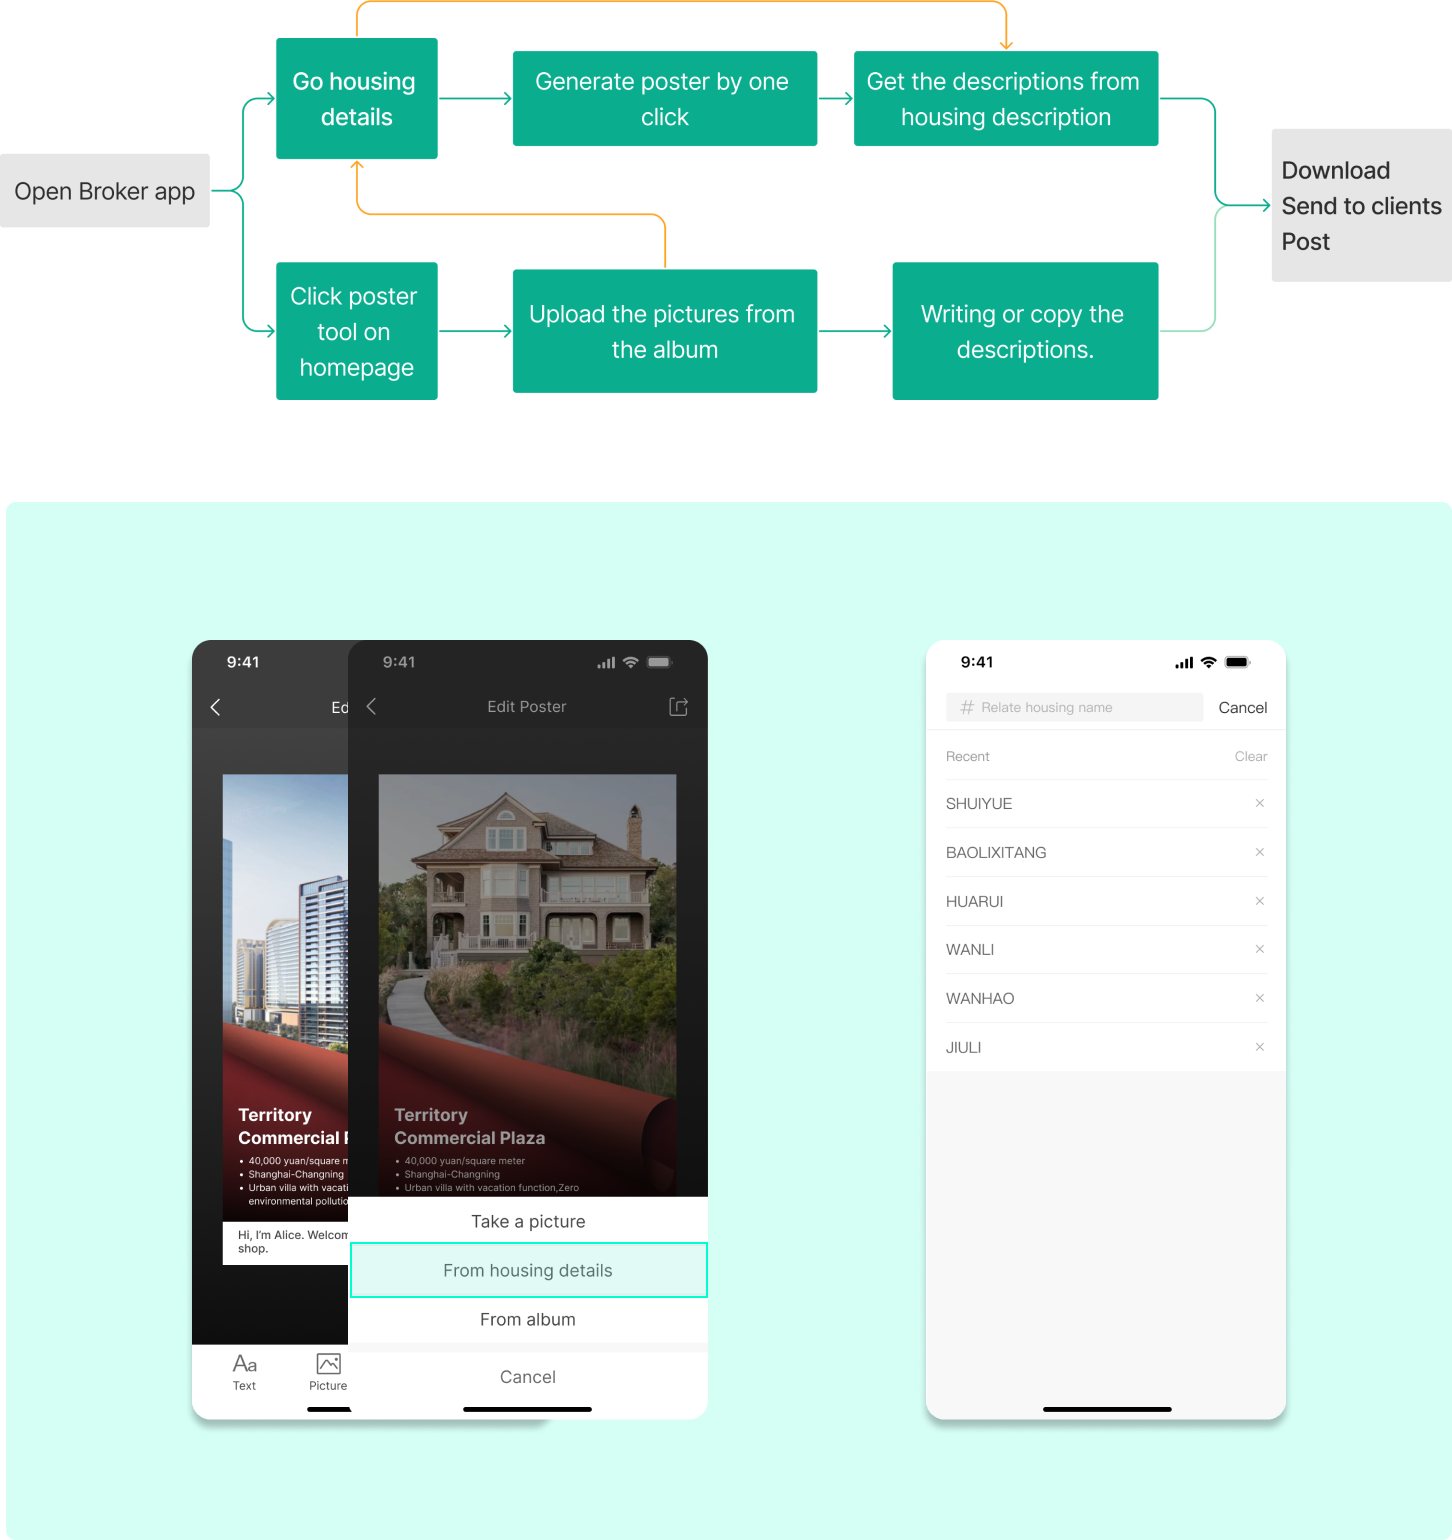 Go housing
details
Generate poster by one
click
Get the descriptions from
housing description
Open Broker app
Download
Send to clients
Post
Click poster
tool on
homepage
Upload the pictures from
the album
Writing or copy the
descriptions.
9:41
Ed
Territory
Commercial
40,000 yuan/square m
Shanghai-Changning
Urban villa with vacati
environmental pollutio
Hi, I'm Alice. Welcom
shop.
Aa
Text
Picture
9:41
Edit Poster
Territory
Commercial Plaza
40,000 yuan/square meter
Shanghai-Changning
Urban villa with vacation function,Zero
Take a picture
From housing details
From album
Cancel
9:41
# Relate housing name
Cancel
Recent
Clear
SHUIYUE
BAOLIXITANG
HUARUI
WANLI
WANHAO
JIULI